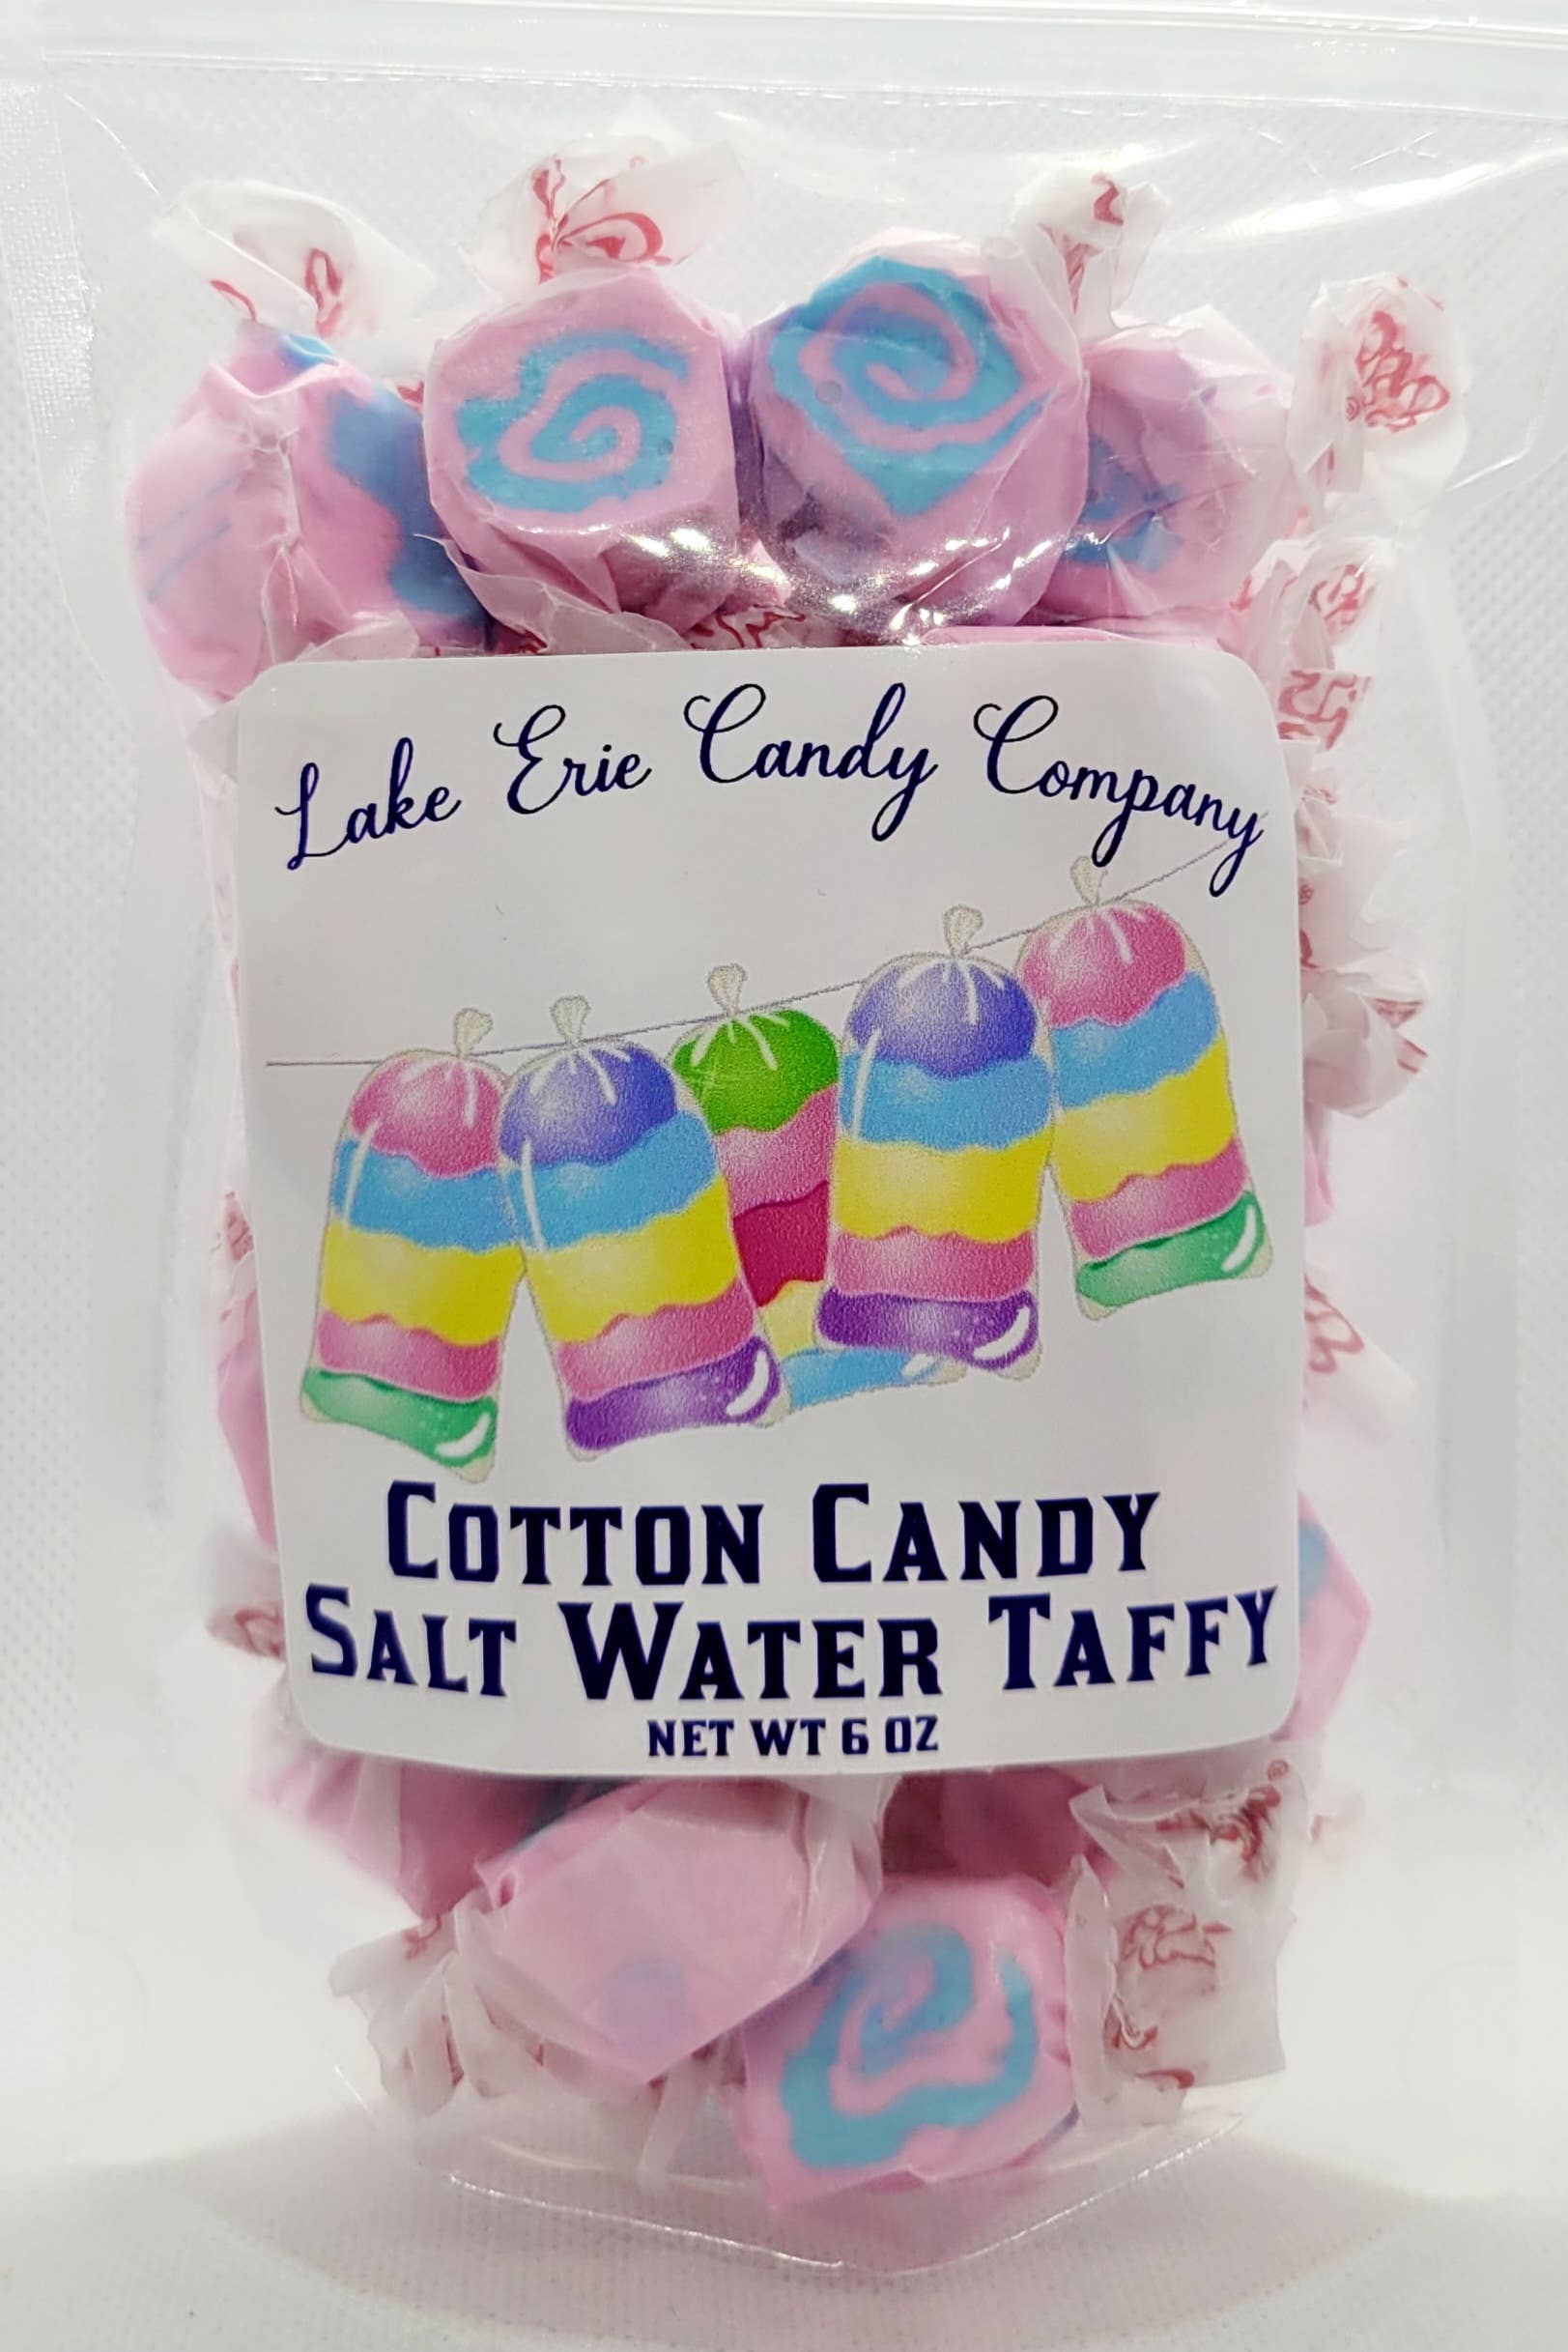 Lake Erie Candy Company
Cotton Candy
Salt Water Taffy
NET WT 6 OZ